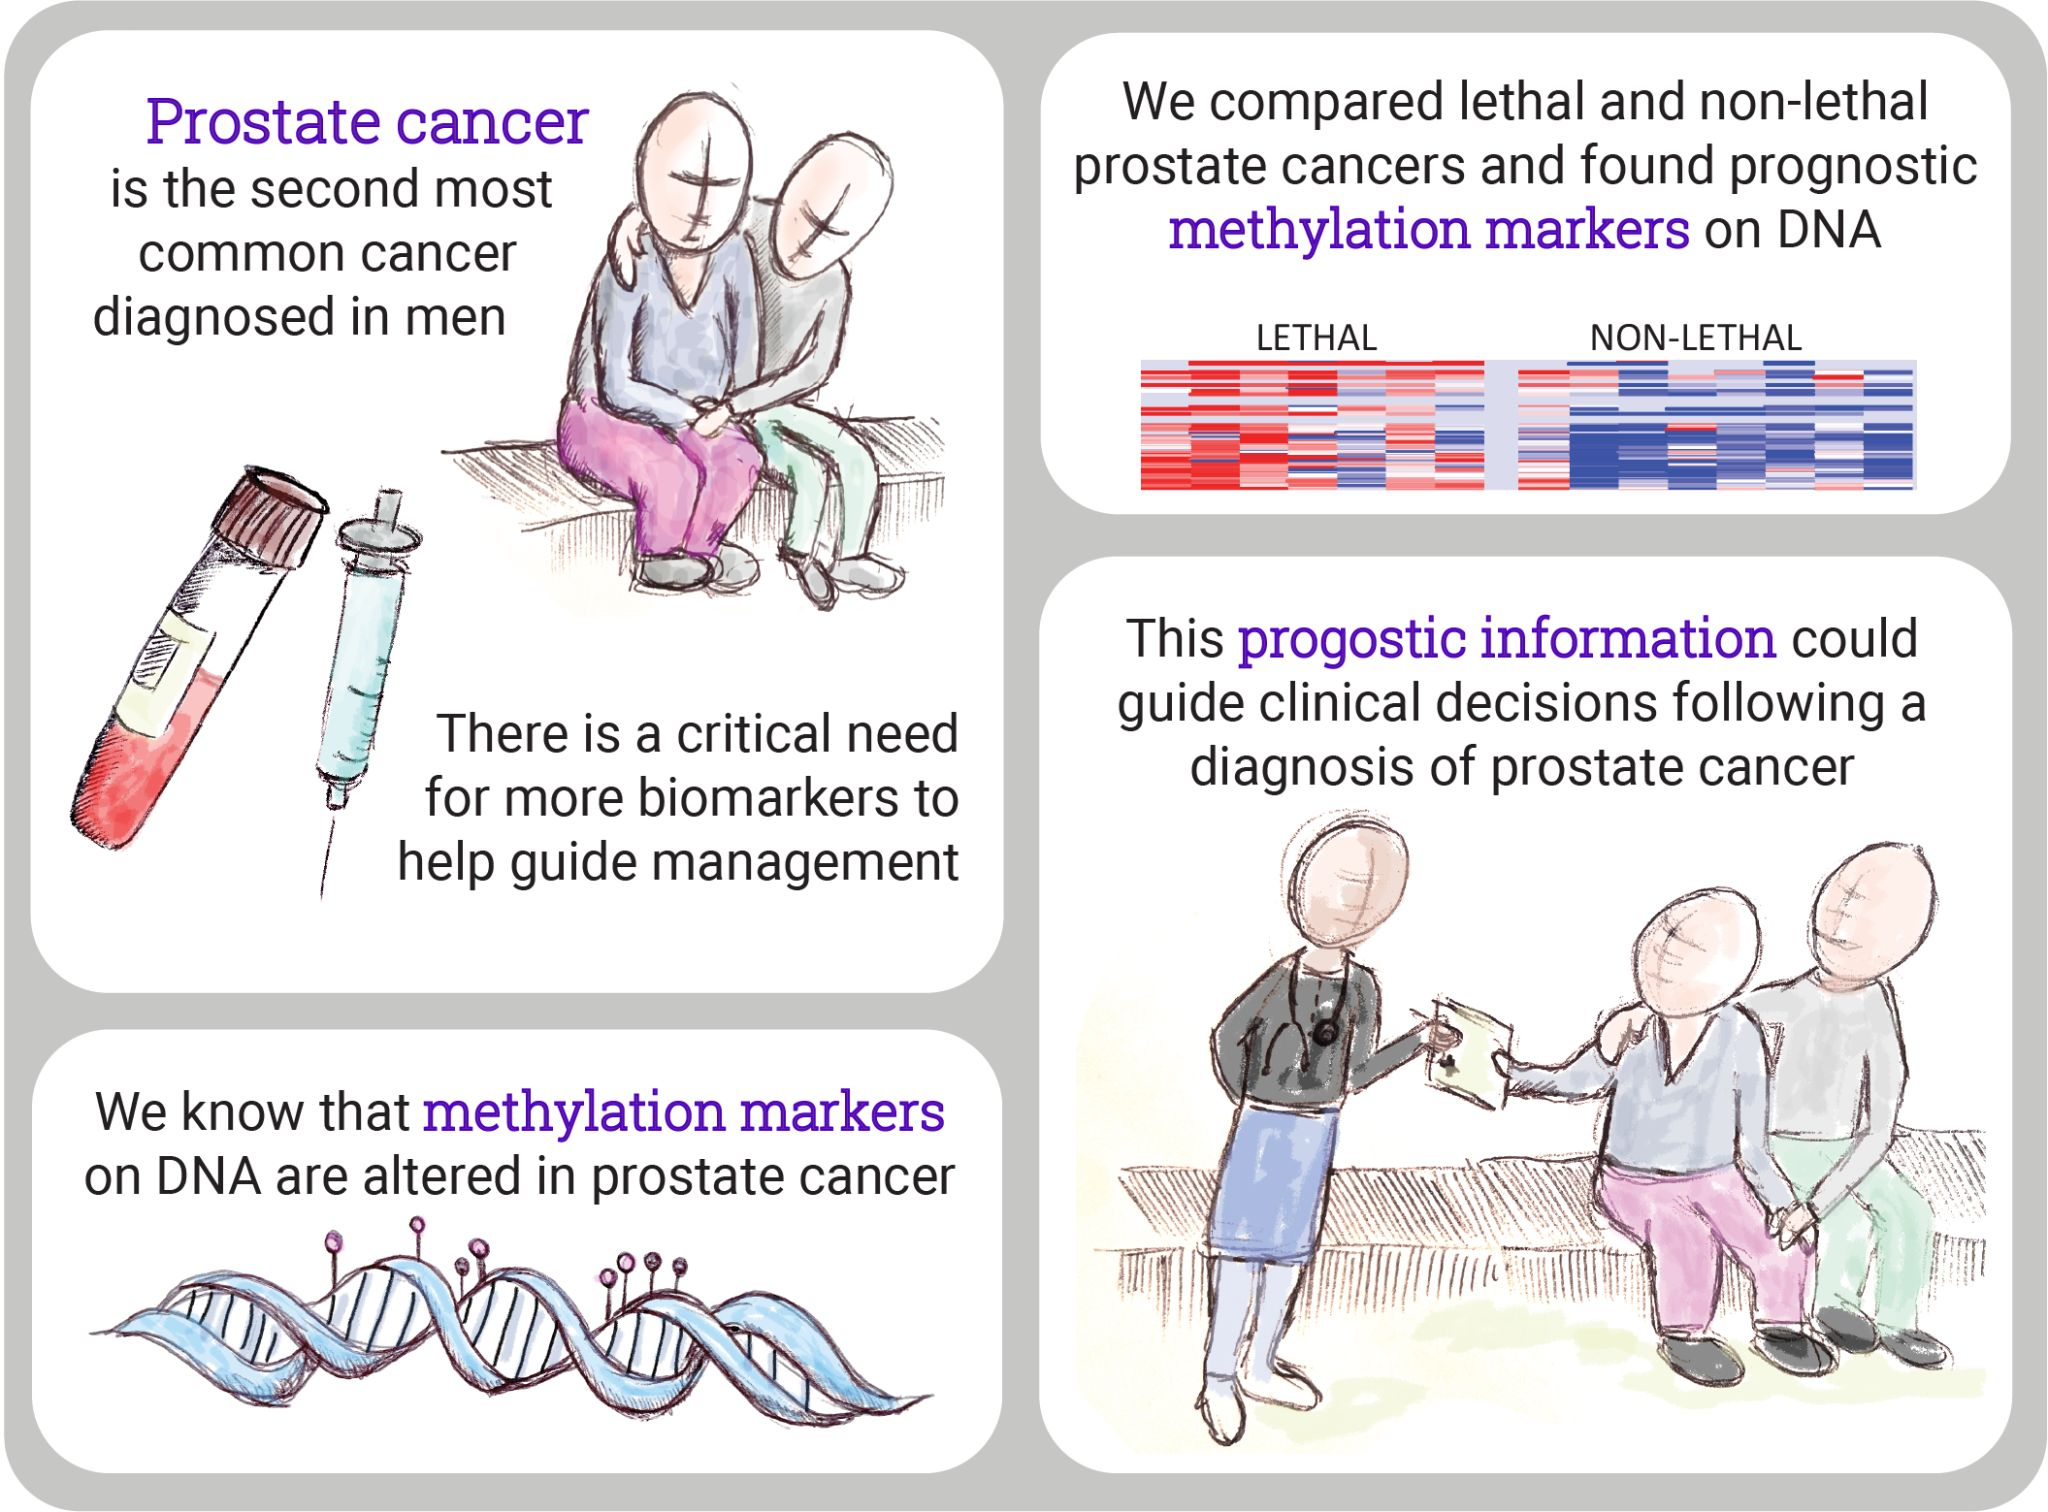 Prostate cancer
is the second most
common cancer
diagnosed in men
There is a critical need
for more biomarkers to
help guide management
We know that methylation markers
on DNA are altered in prostate cancer
We compared lethal and non-lethal
prostate cancers and found prognostic
methylation markers on DNA
LETHAL
NON-LETHAL
This progostic information could
guide clinical decisions following a
diagnosis of prostate cancer